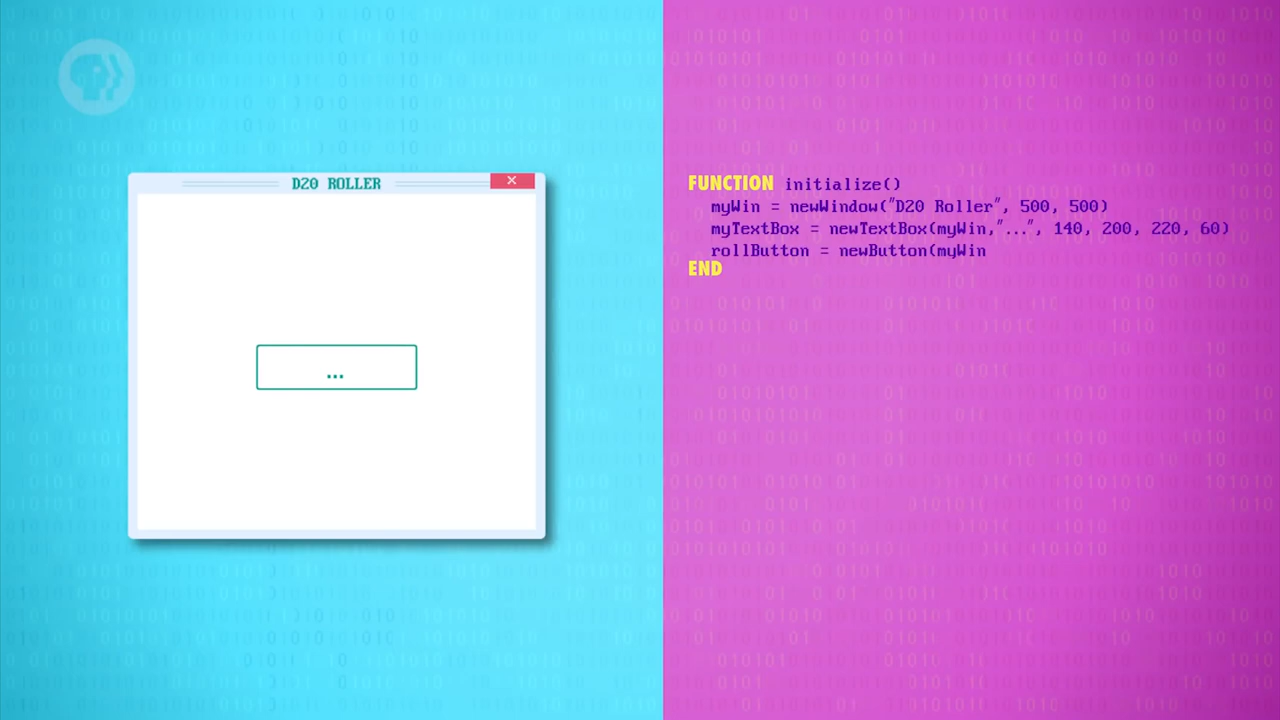 D20 ROLLER
...
FUNCTION initialize()
myWin = newWindow("D20 Roller", 500, 500)
myTextBox = newTextBox(myWin,"...", 140, 200, 220, 60)
rollButton = newButton(myWin
END